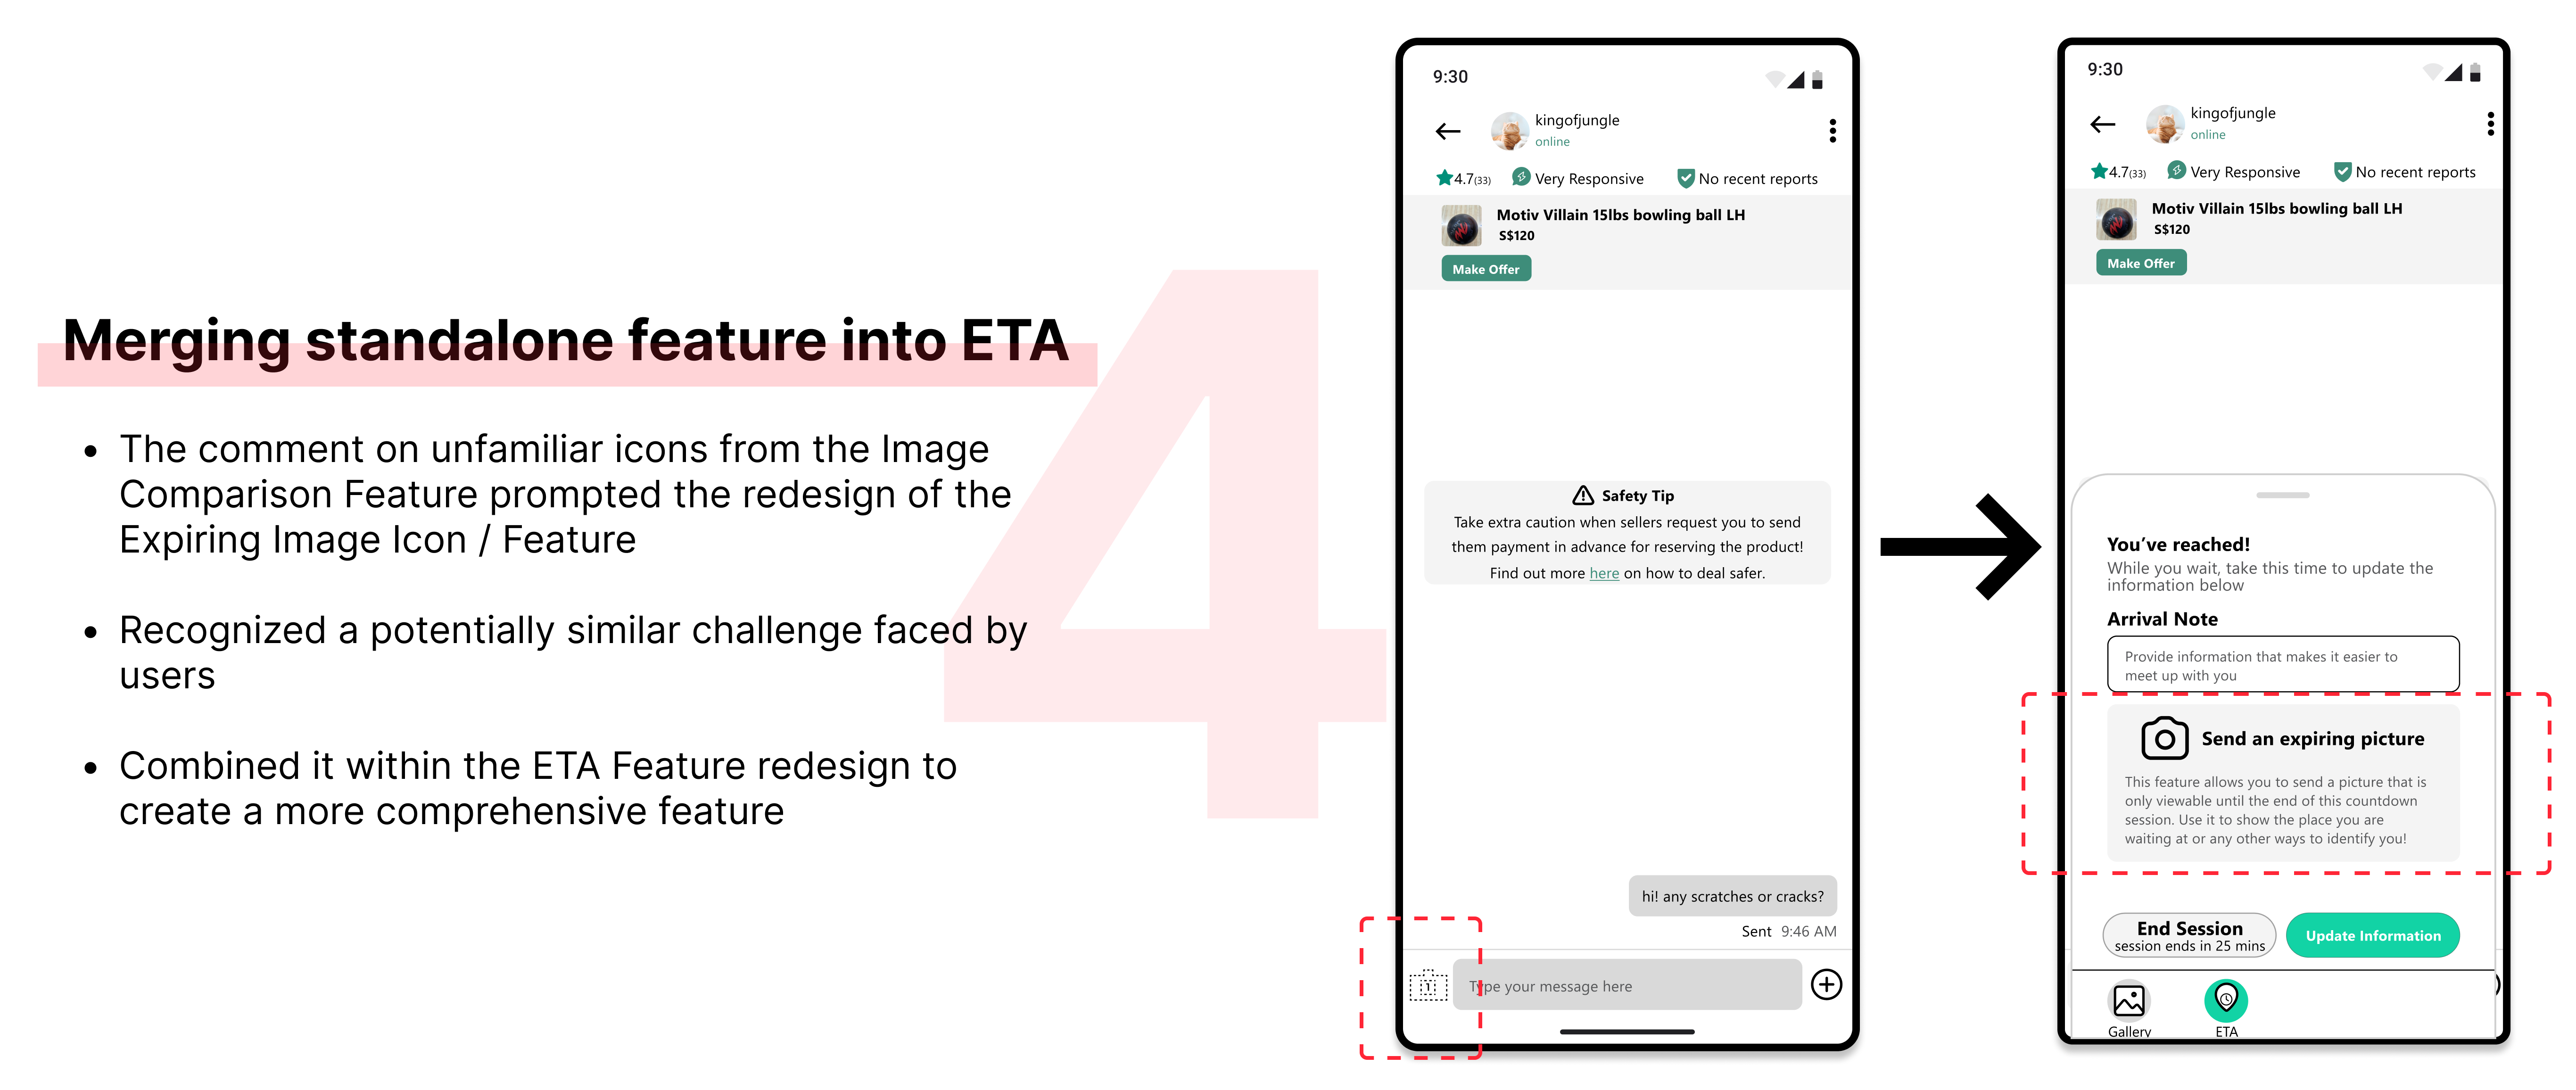 4
Merging standalone feature into ETA
• The comment on unfamiliar icons from the Image
Comparison Feature prompted the redesign of the
Expiring Image Icon / Feature
• Recognized a potentially similar challenge faced by
users
• Combined it within the ETA Feature redesign to
create a more comprehensive feature
9:30
kingofjungle
online
4.7(33) Very Responsive No recent reports
Motiv Villain 15lbs bowling ball LH
S$120
Make Offer
Safety Tip
Take extra caution when sellers request you to send
them payment in advance for reserving the product!
Find out more here on how to deal safer.
hi! any scratches or cracks?
Sent 9:46 AM
1
Type your message here
9:30
kingofjungle
online
4.7(33) Very Responsive No recent reports
Motiv Villain 15lbs bowling ball LH
S$120
Make Offer
You’ve reached!
While you wait, take this time to update the
information below
Arrival Note
Provide information that makes it easier to
meet up with you
Send an expiring picture
This feature allows you to send a picture that is
only viewable until the end of this countdown
session. Use it to show the place you are
waiting at or any other ways to identify you!
End Session
session ends in 25 mins
Update Information
Gallery ETA